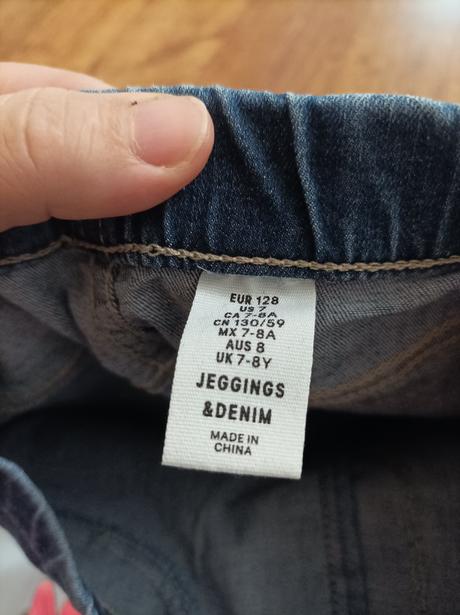 EUR 128
US 7
CA 7-8A
CN 130/59
MX 7-8A
AUS 8
UK 7-8Y
JEGGINGS
&DENIM
MADE IN
CHINA